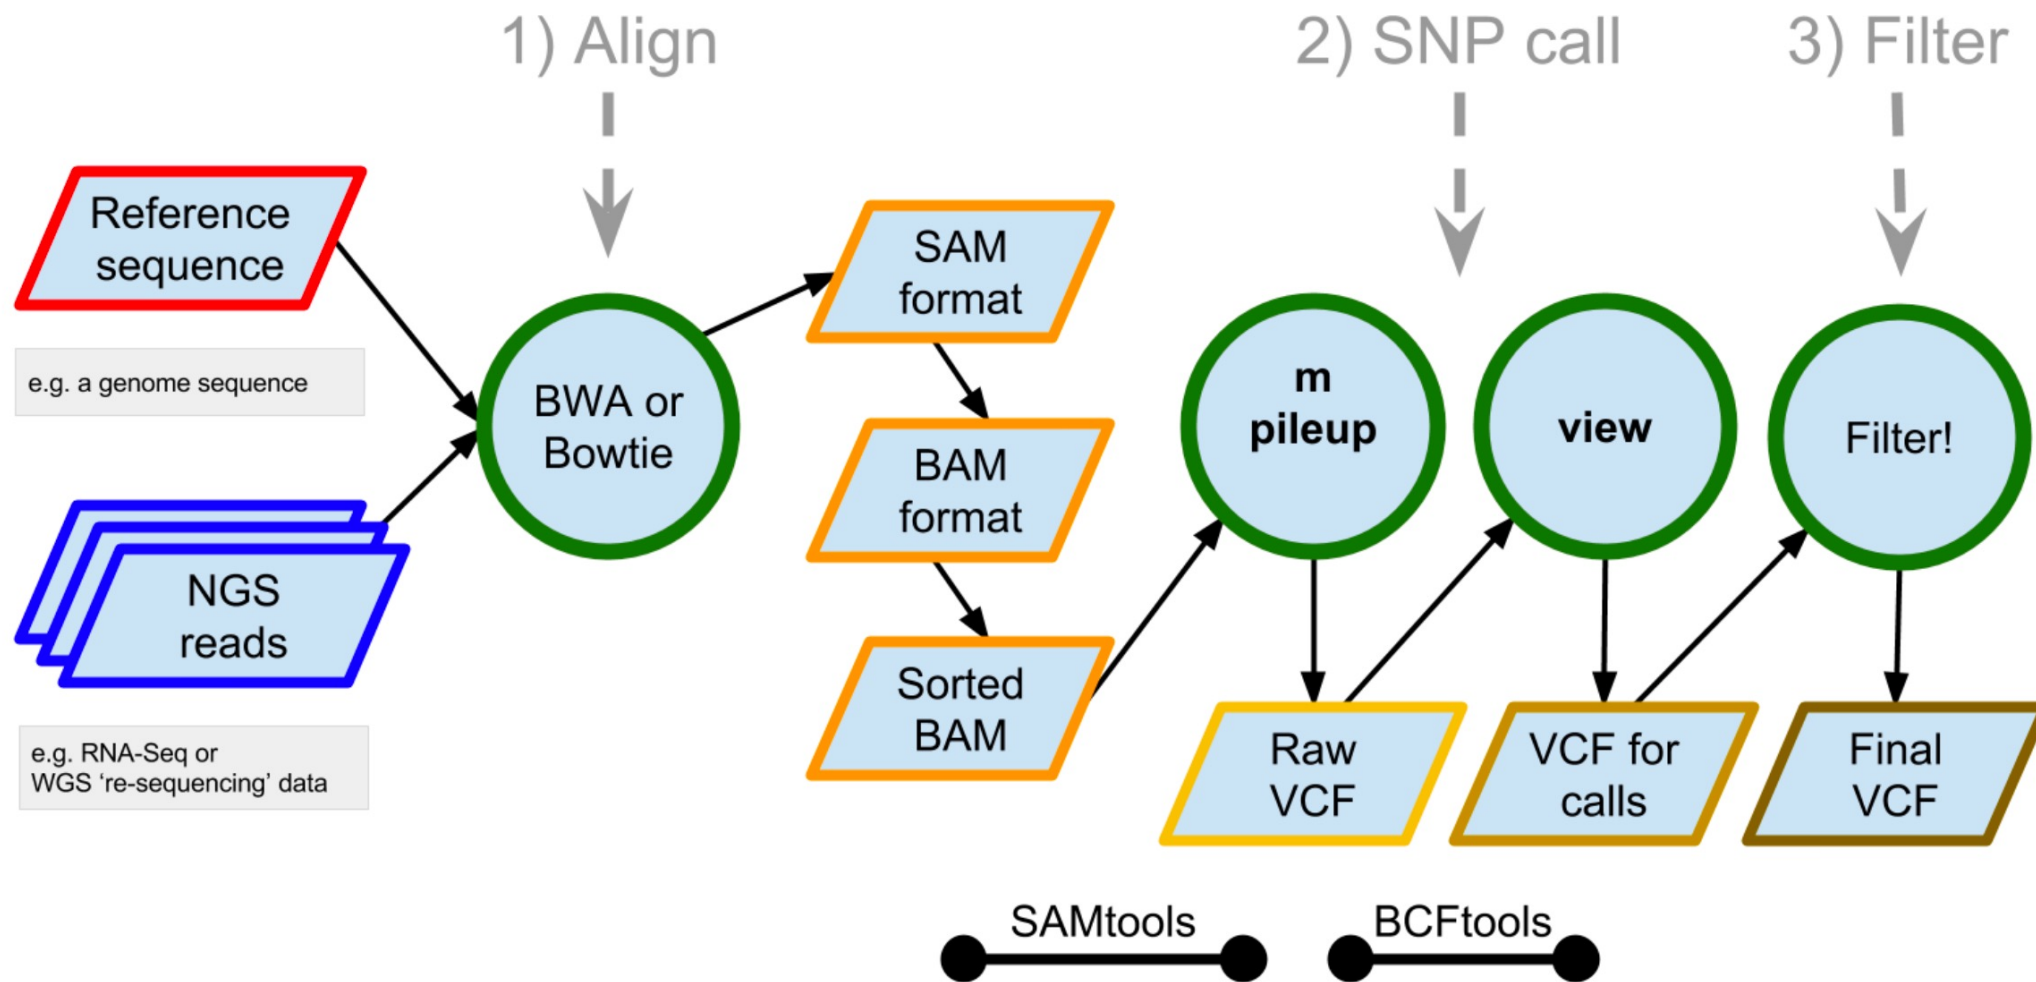 1) Align
2) SNP call
3) Filter
Reference
sequence
e.g. a genome sequence
NGS
reads
e.g. RNA-Seq or
WGS ‘re-sequencing’ data
BWA or
Bowtie
SAM
format
BAM
format
Sorted
BAM
m
pileup
view
Filter!
Raw
VCF
VCF for
calls
Final
VCF
SAMtools
BCFtools